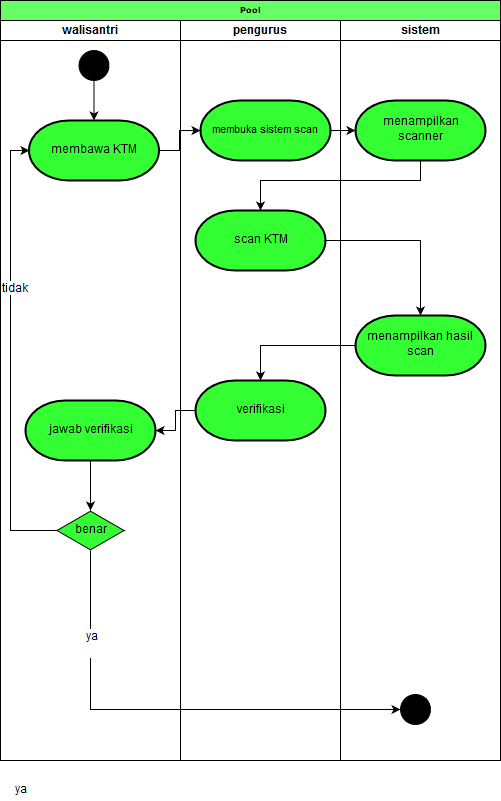 Pool
walisantri
pengurus
sistem
membawa KTM
membuka sistem scan
menampilkan
scanner
scan KTM
tidak
menampilkan hasil
scan
verifikasi
jawab verifikasi
benar
ya
ya